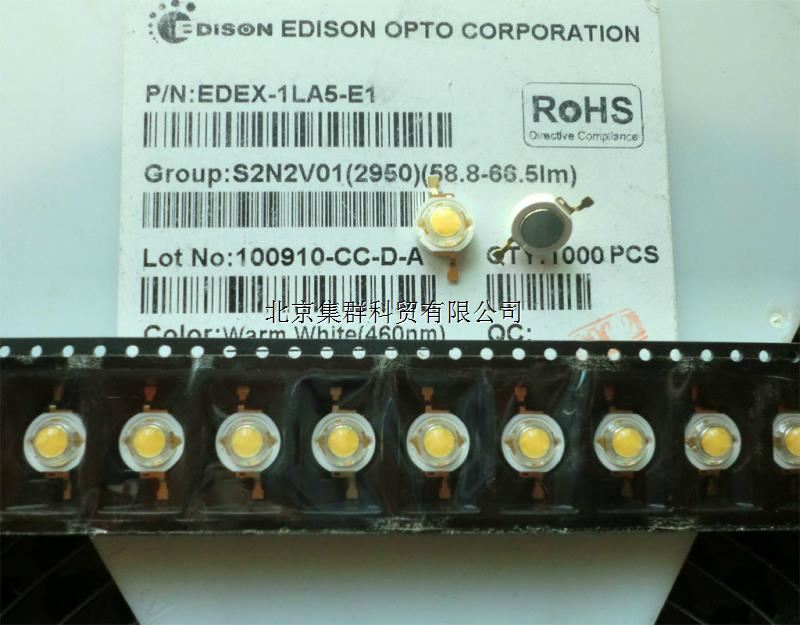 EDISON EDISON OPTO CORPORATION
P/N:EDEX-1LA5-E1
RoHS
Directive Compliance
Group:S2N2V01(2950)(58.8-66.5lm)
Lot No:100910-CC-D-A
QTY:1000 PCS
北京集群科贸有限公司
Color:Warm White(460nm)
QC: